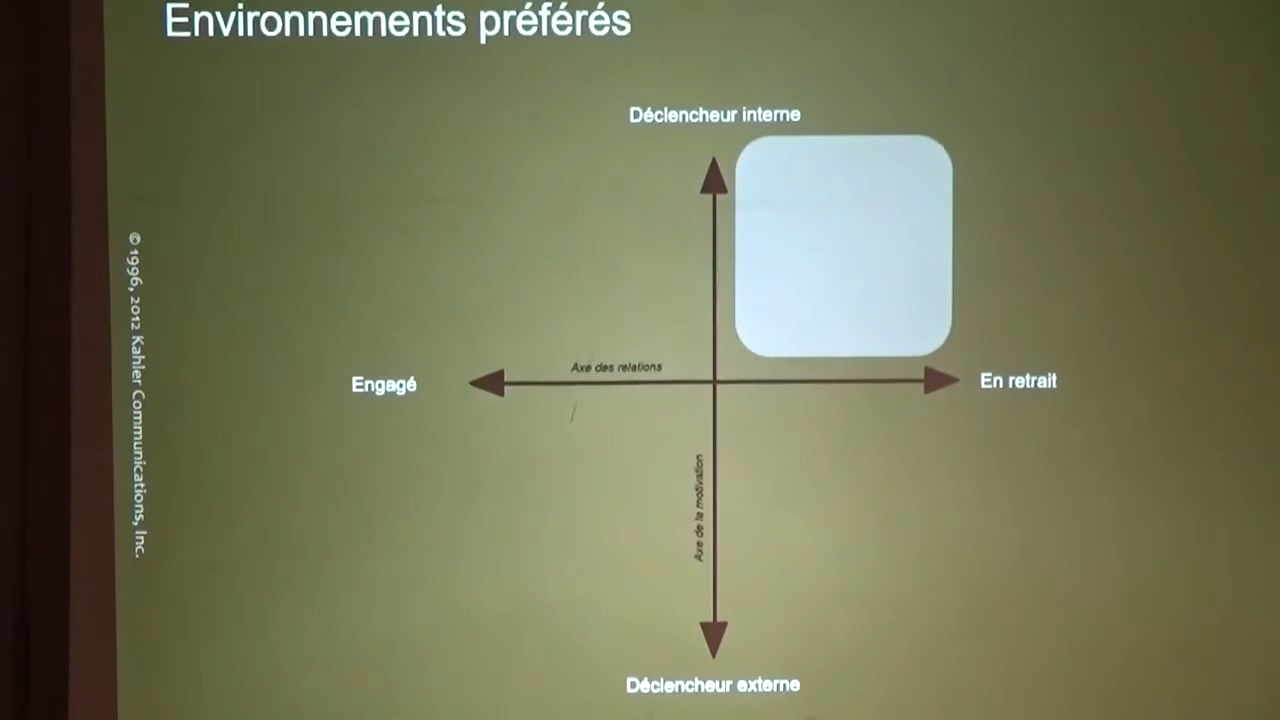 Environnements préférés
Déclencheur interne
Axe des relations
Engagé
En retrait
Axe de la motivation
Déclencheur externe
© 1996, 2012 Kahler Communications, Inc.